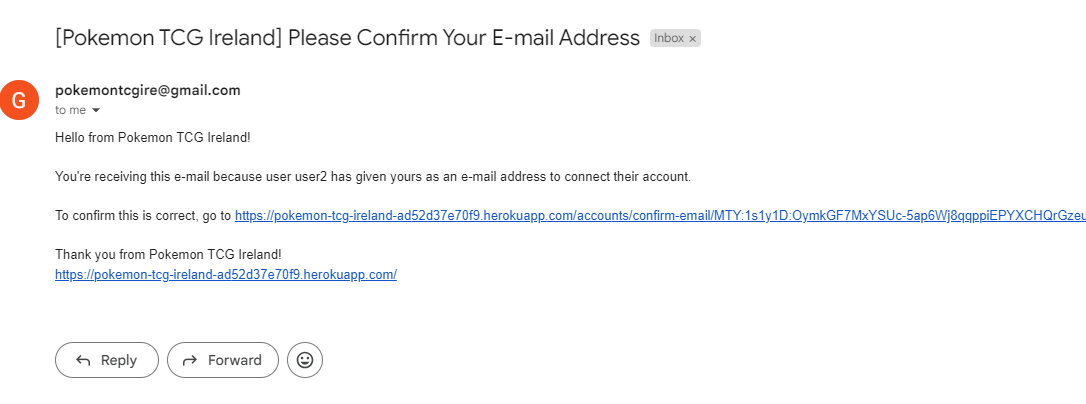 [Pokemon TCG Ireland] Please Confirm Your E-mail Address Inbox ×
G
pokemontcgire@gmail.com
to me
Hello from Pokemon TCG Ireland!
You're receiving this e-mail because user user2 has given yours as an e-mail address to connect their account.
To confirm this is correct, go to https://pokemon-tcg-ireland-ad52d37e70f9.herokuapp.com/accounts/confirm-email/MTY:1s1y1D:OymkGF7MxYSUc-5ap6Wj8qqppiEPYXCHQrGzeu
Thank you from Pokemon TCG Ireland!
https://pokemon-tcg-ireland-ad52d37e70f9.herokuapp.com/
Reply Forward